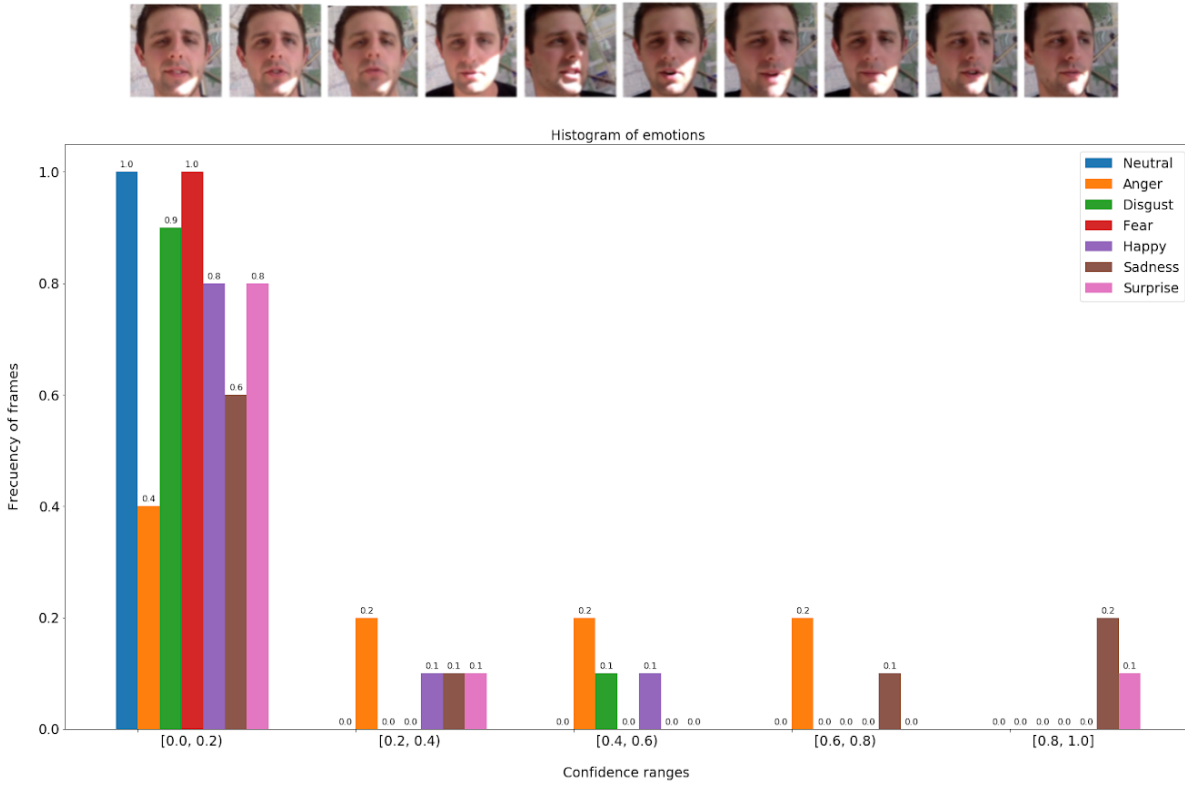 Histogram of emotions
Neutral
Anger
Disgust
Fear
Happy
Sadness
Surprise
Frecuency of frames
1.0
0.8
0.6
0.4
0.2
0.0
1.0 0.4 0.9 1.0 0.8 0.6 0.8
0.0 0.2 0.0 0.0 0.1 0.1 0.1
0.0 0.2 0.1 0.0 0.1 0.0 0.0
0.0 0.2 0.0 0.0 0.0 0.1 0.0
0.0 0.0 0.0 0.0 0.0 0.2 0.1
[0.0, 0.2) [0.2, 0.4) [0.4, 0.6) [0.6, 0.8) [0.8, 1.0]
Confidence ranges